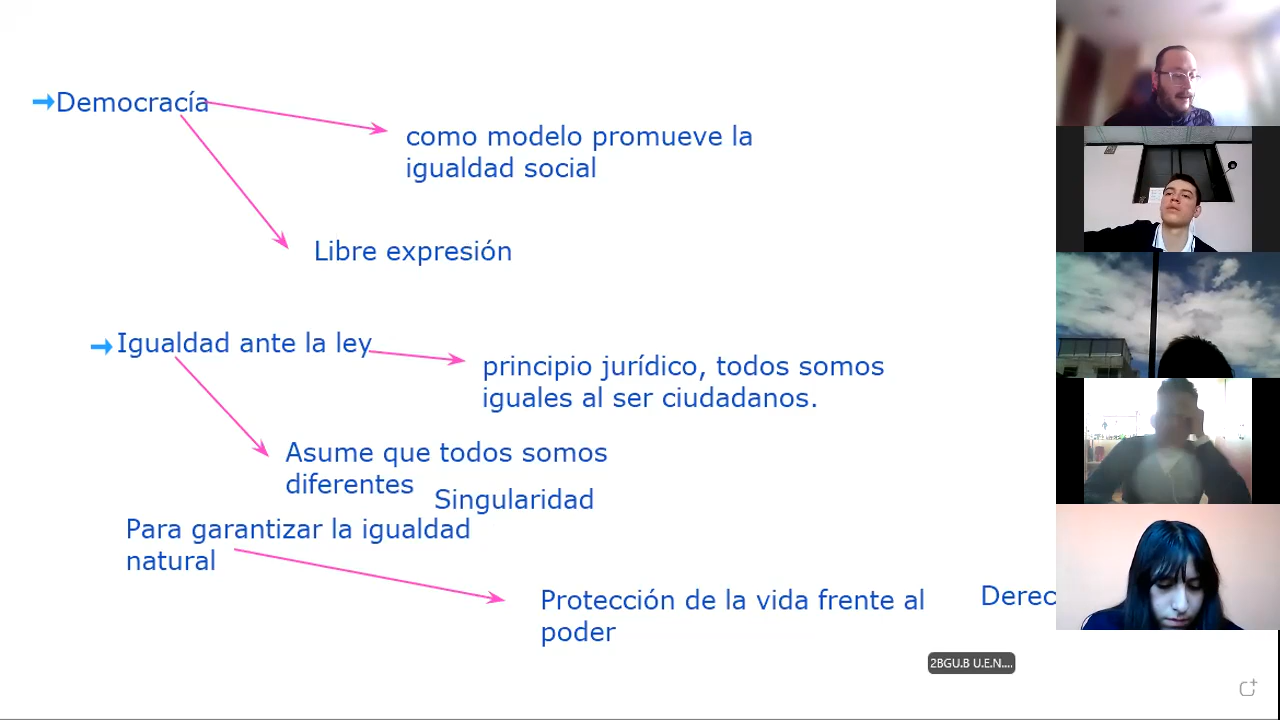 Democracía
como modelo promueve la
igualdad social
Libre expresión
Igualdad ante la ley
principio jurídico, todos somos
iguales al ser ciudadanos.
Asume que todos somos
diferentes
Singularidad
Para garantizar la igualdad
natural
Protección de la vida frente al
poder
Derec
2BGU.B U.E.N....